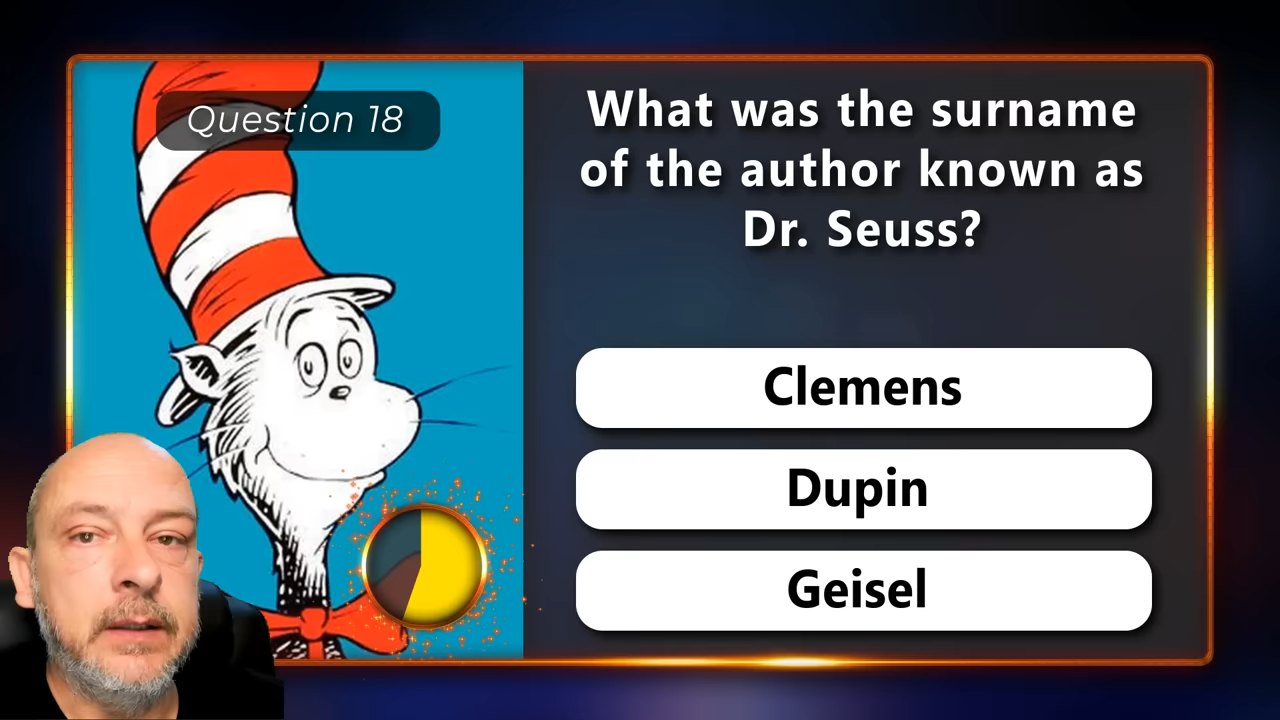 Question 18
What was the surname
of the author known as
Dr. Seuss?
Clemens
Dupin
Geisel